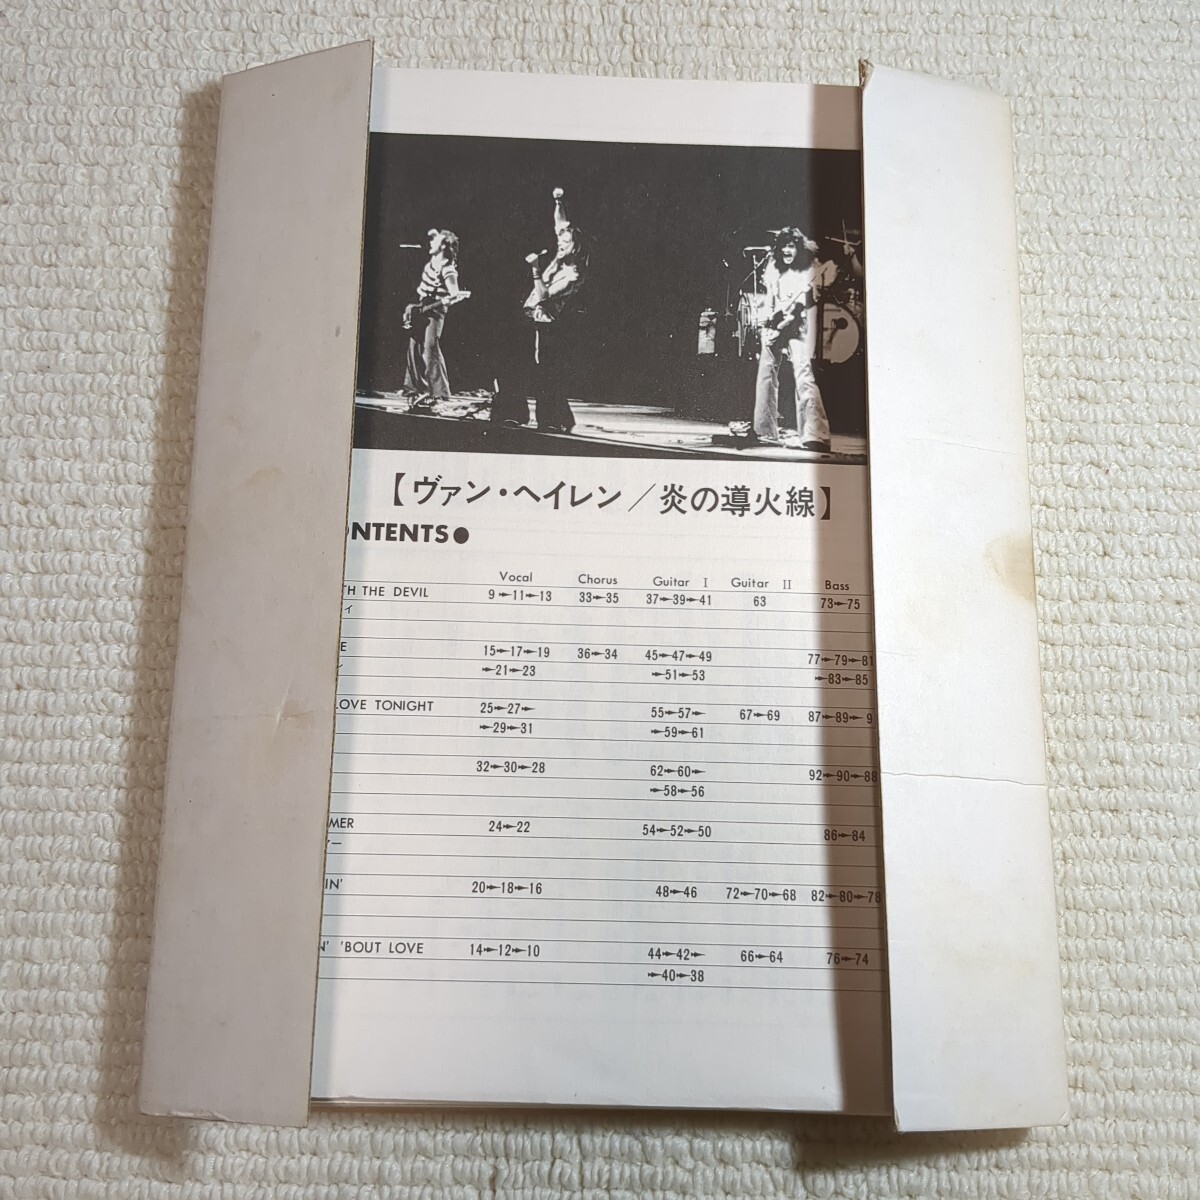 【ヴァン・ヘイレン/炎の導火線】
ONTENTS●
Vocal Chorus Guitar I Guitar II Bass
TH THE DEVIL 9➛11➛13 33➛35 37➛39➛41 63 73➛75
ィ
E 15➛17➛19 36➛34 45➛47➛49 77➛79➛81
➛21➛23 ➛51➛53 ➛83➛85
LOVE TONIGHT 25➛27➛ 55➛57➛ 67➛69 87➛89➛9
➛29➛31 ➛59➛61
32➛30➛28 62➛60➛ 92➛90➛88
➛58➛56
MER 24➛22 54➛52➛50 86➛84
ー
IN' 20➛18➛16 48➛46 72➛70➛68 82➛80➛78
N' 'BOUT LOVE 14➛12➛10 44➛42➛ 66➛64 76➛74
➛40➛38